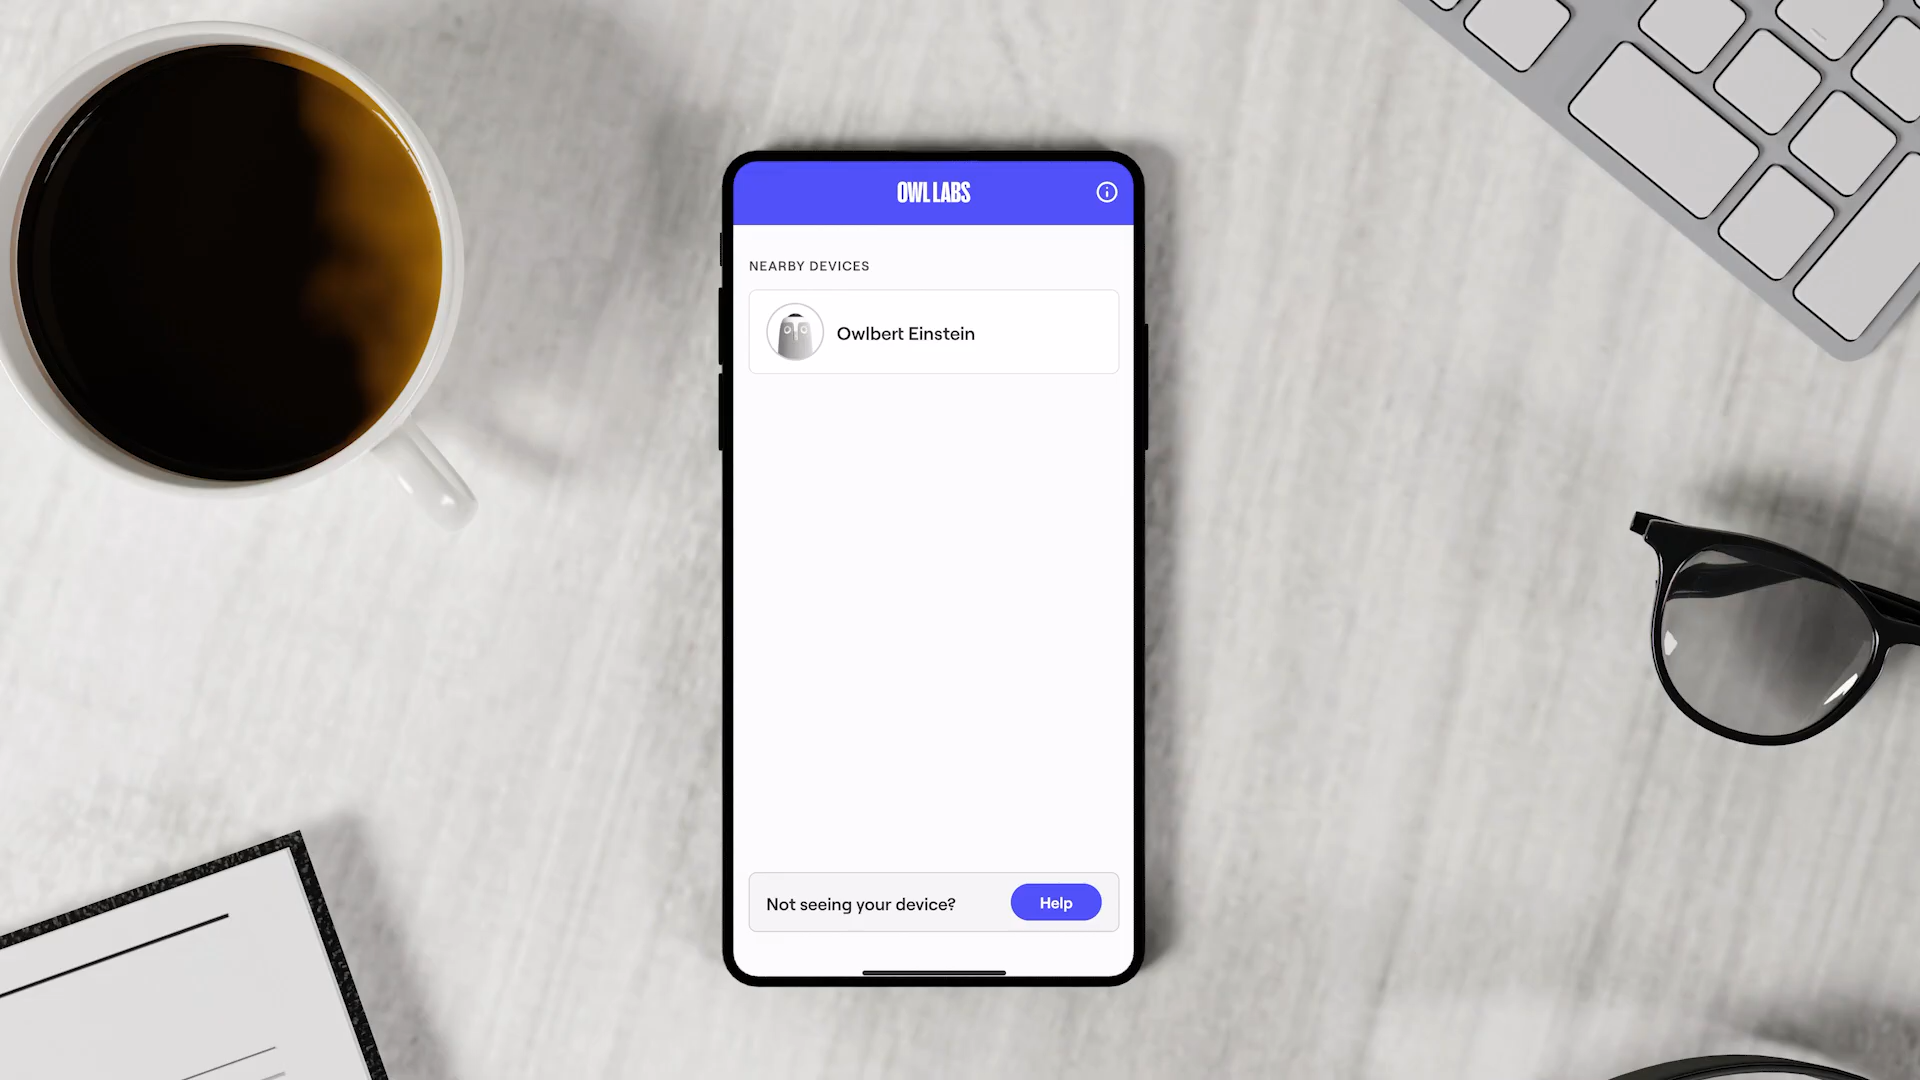 OWL LABS
NEARBY DEVICES
Owlbert Einstein
Not seeing your device?
Help